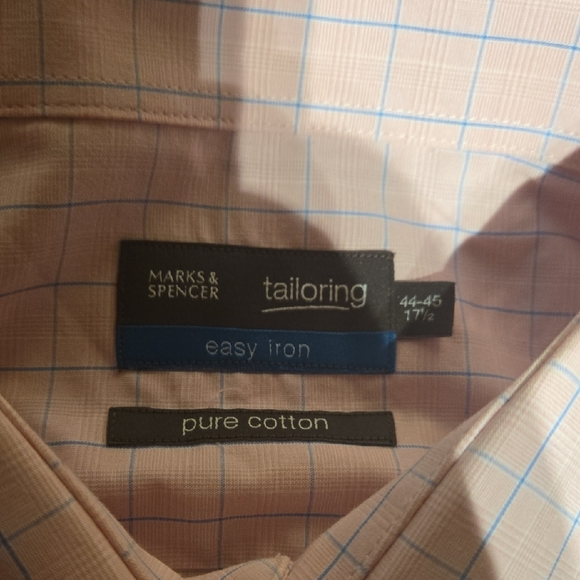 MARKS &
SPENCER
tailoring
easy iron
44-45
17½
pure cotton